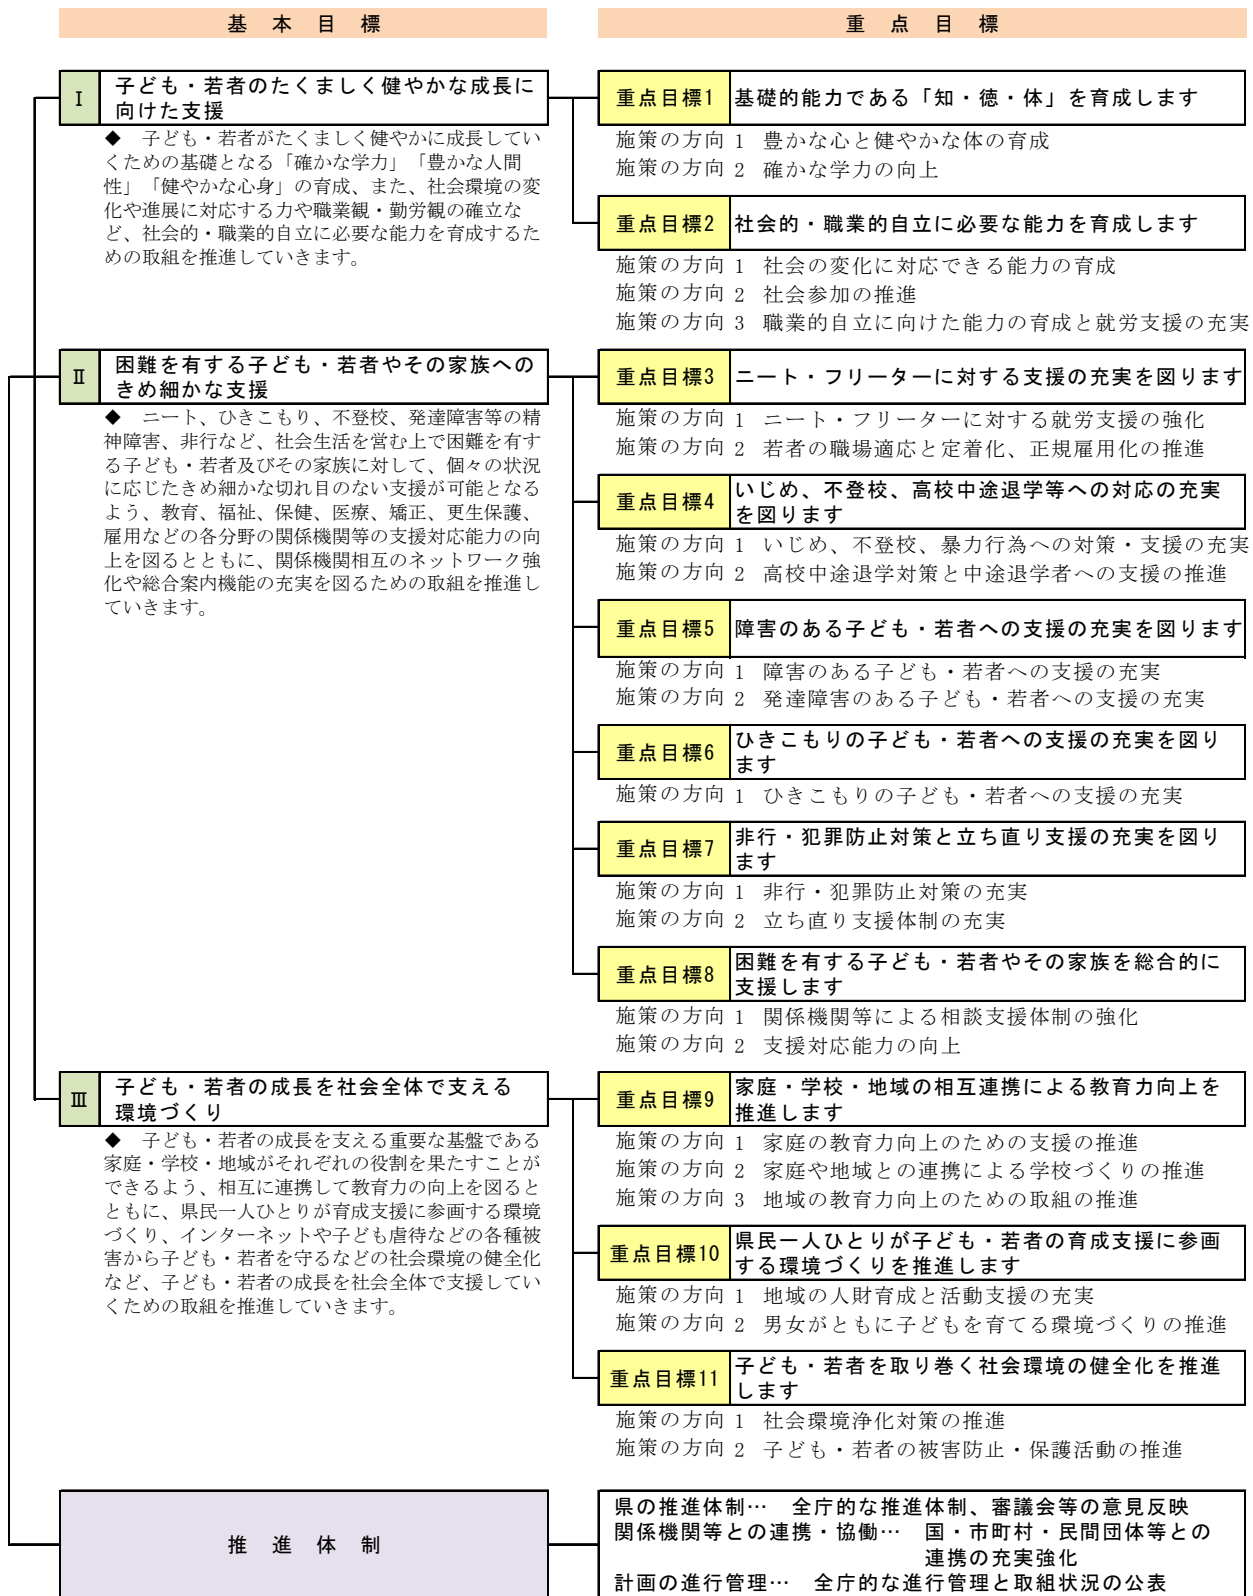 基　本　目　標
重　点　目　標
Ⅰ
子ども・若者のたくましく健やかな成長に
向けた支援
◆　子ども・若者がたくましく健やかに成長してい
くための基礎となる「確かな学力」「豊かな人間
性」「健やかな心身」の育成、また、社会環境の変
化や進展に対応する力や職業観・勤労観の確立な
ど、社会的・職業的自立に必要な能力を育成するた
めの取組を推進していきます。
重点目標1　基礎的能力である「知・徳・体」を育成します
施策の方向 1　豊かな心と健やかな体の育成
施策の方向 2　確かな学力の向上
重点目標2　社会的・職業的自立に必要な能力を育成します
施策の方向 1　社会の変化に対応できる能力の育成
施策の方向 2　社会参加の推進
施策の方向 3　職業的自立に向けた能力の育成と就労支援の充実
Ⅱ
困難を有する子ども・若者やその家族への
きめ細かな支援
◆　ニート、ひきこもり、不登校、発達障害等の精
神障害、非行など、社会生活を営む上で困難を有す
る子ども・若者及びその家族に対して、個々の状況
に応じたきめ細かな切れ目のない支援が可能となる
よう、教育、福祉、保健、医療、矯正、更生保護、
雇用などの各分野の関係機関等の支援対応能力の向
上を図るとともに、関係機関相互のネットワーク強
化や総合案内機能の充実を図るための取組を推進し
ていきます。
重点目標3　ニート・フリーターに対する支援の充実を図ります
施策の方向 1　ニート・フリーターに対する就労支援の強化
施策の方向 2　若者の職場適応と定着化、正規雇用化の推進
重点目標4
いじめ、不登校、高校中途退学等への対応の充実
を図ります
施策の方向 1　いじめ、不登校、暴力行為への対策・支援の充実
施策の方向 2　高校中途退学対策と中途退学者への支援の推進
重点目標5　障害のある子ども・若者への支援の充実を図ります
施策の方向 1　障害のある子ども・若者への支援の充実
施策の方向 2　発達障害のある子ども・若者への支援の充実
重点目標6
ひきこもりの子ども・若者への支援の充実を図り
ます
施策の方向 1　ひきこもりの子ども・若者への支援の充実
重点目標7
非行・犯罪防止対策と立ち直り支援の充実を図り
ます
施策の方向 1　非行・犯罪防止対策の充実
施策の方向 2　立ち直り支援体制の充実
重点目標8
困難を有する子ども・若者やその家族を総合的に
支援します
施策の方向 1　関係機関等による相談支援体制の強化
施策の方向 2　支援対応能力の向上
Ⅲ
子ども・若者の成長を社会全体で支える
環境づくり
◆　子ども・若者の成長を支える重要な基盤である
家庭・学校・地域がそれぞれの役割を果たすことが
できるよう、相互に連携して教育力の向上を図ると
ともに、県民一人ひとりが育成支援に参画する環境
づくり、インターネットや子ども虐待などの各種被
害から子ども・若者を守るなどの社会環境の健全化
など、子ども・若者の成長を社会全体で支援してい
くための取組を推進していきます。
重点目標9
家庭・学校・地域の相互連携による教育力向上を
推進します
施策の方向 1　家庭の教育力向上のための支援の推進
施策の方向 2　家庭や地域との連携による学校づくりの推進
施策の方向 3　地域の教育力向上のための取組の推進
重点目標10
県民一人ひとりが子ども・若者の育成支援に参画
する環境づくりを推進します
施策の方向 1　地域の人財育成と活動支援の充実
施策の方向 2　男女がともに子どもを育てる環境づくりの推進
重点目標11
子ども・若者を取り巻く社会環境の健全化を推進
します
施策の方向 1　社会環境浄化対策の推進
施策の方向 2　子ども・若者の被害防止・保護活動の推進
推　進　体　制
県の推進体制…　全庁的な推進体制、審議会等の意見反映
関係機関等との連携・協働…　国・市町村・民間団体等との
連携の充実強化
計画の進行管理…　全庁的な進行管理と取組状況の公表